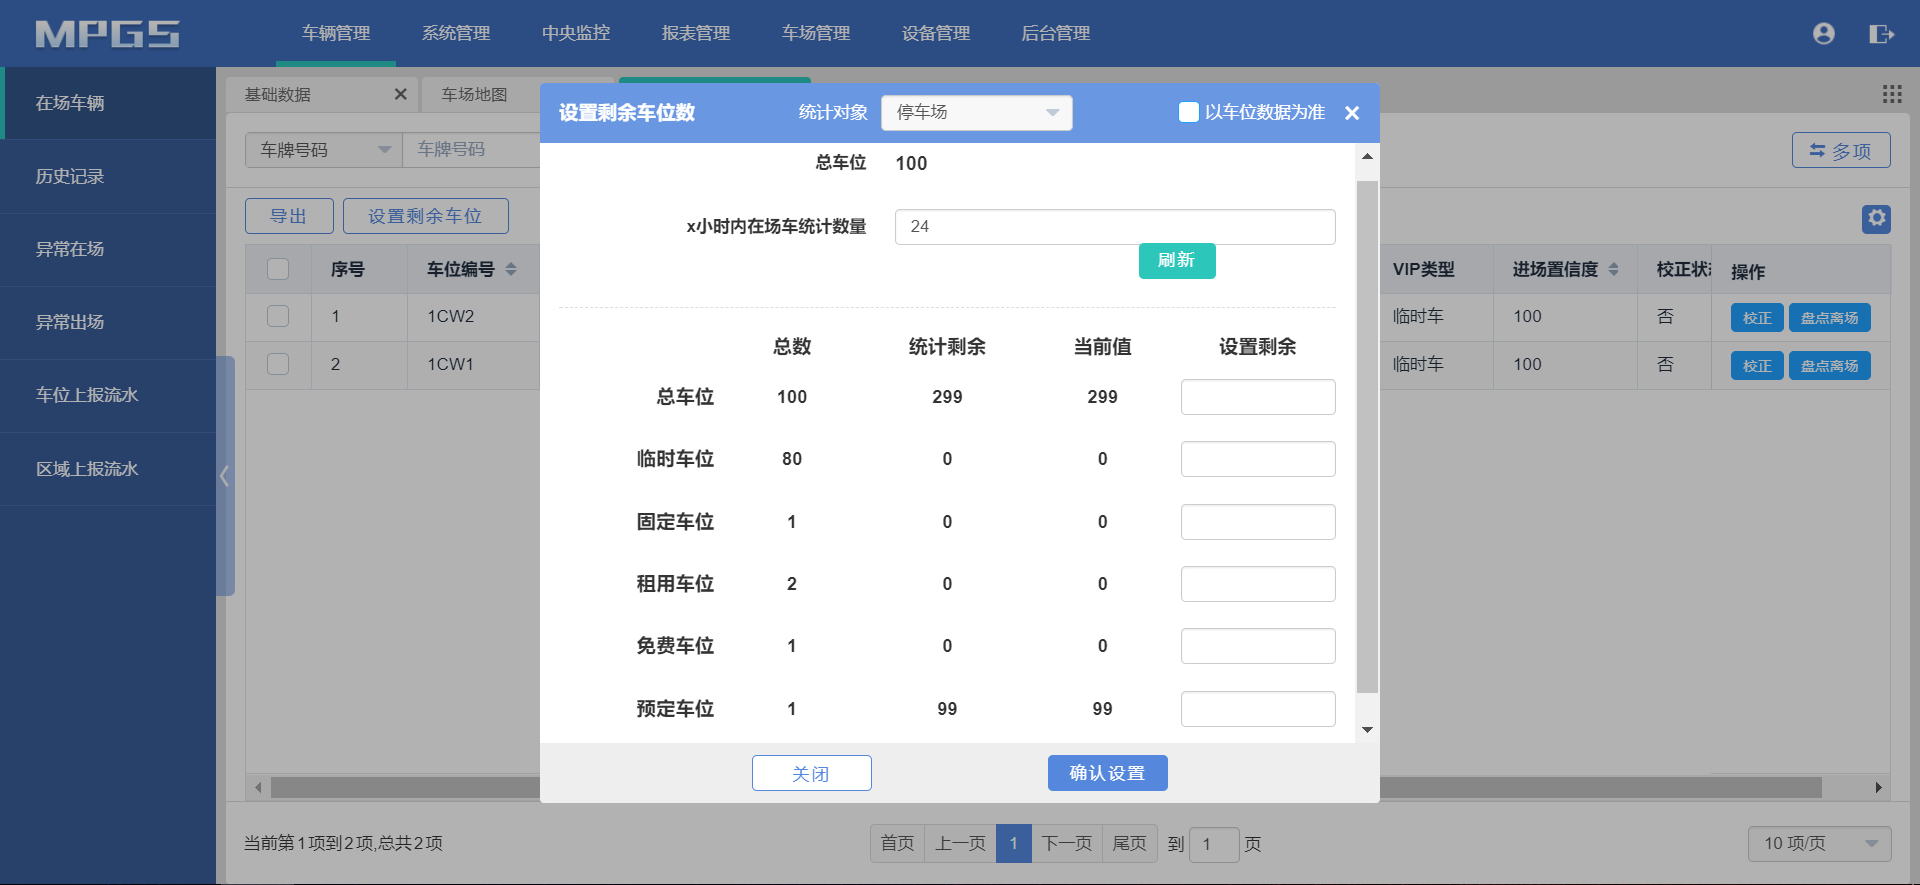 MPGS
车辆管理 系统管理 中央监控 报表管理 车场管理 设备管理 后台管理
在场车辆
历史记录
异常在场
异常出场
车位上报流水
区域上报流水
基础数据 车场地图
车牌号码 车牌号码
多项
导出 设置剩余车位
序号 车位编号 VIP类型 进场置信度 校正状 操作
1 1CW2 临时车 100 否 校正 盘点离场
2 1CW1 临时车 100 否 校正 盘点离场
设置剩余车位数 统计对象 停车场 以车位数据为准
总车位 100
x小时内在场车统计数量 24
刷新
总数 统计剩余 当前值 设置剩余
总车位 100 299 299
临时车位 80 0 0
固定车位 1 0 0
租用车位 2 0 0
免费车位 1 0 0
预定车位 1 99 99
关闭 确认设置
当前第1项到2项,总共2项
首页 上一页 1 下一页 尾页 到 1 页
10 项/页